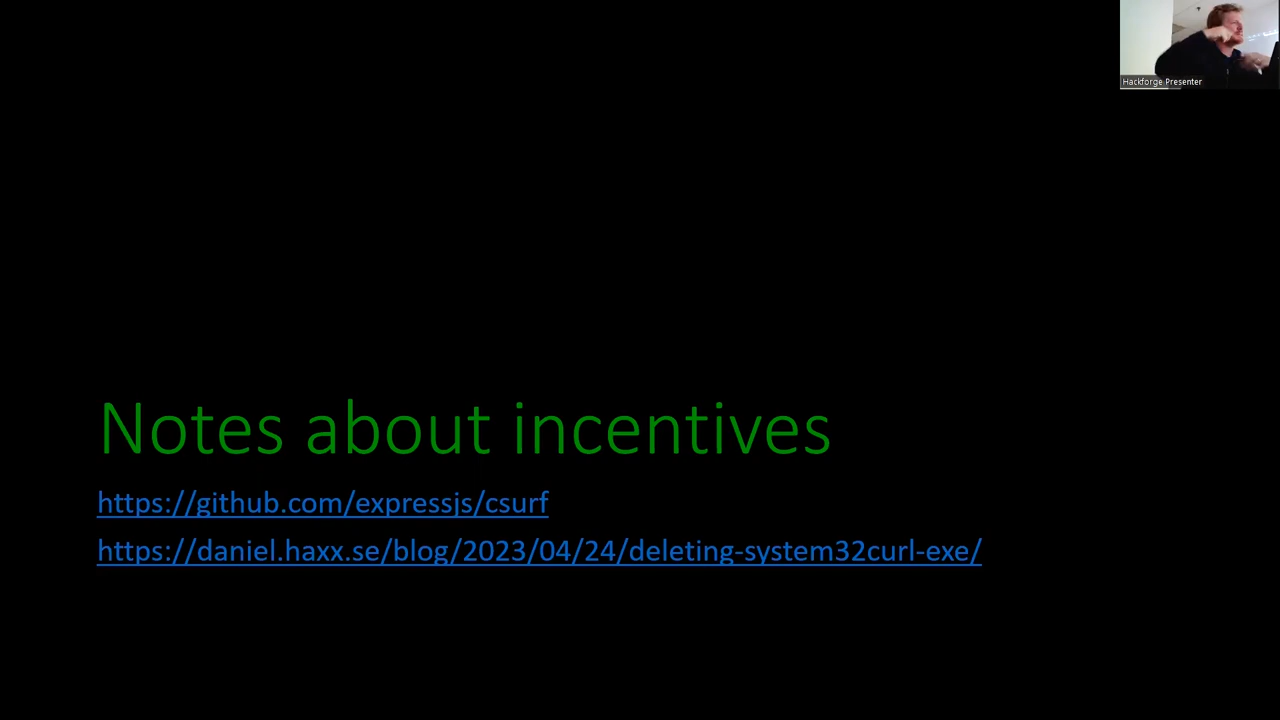 Hackforge Presenter
Notes about incentives
https://github.com/expressjs/csurf
https://daniel.haxx.se/blog/2023/04/24/deleting-system32curl-exe/